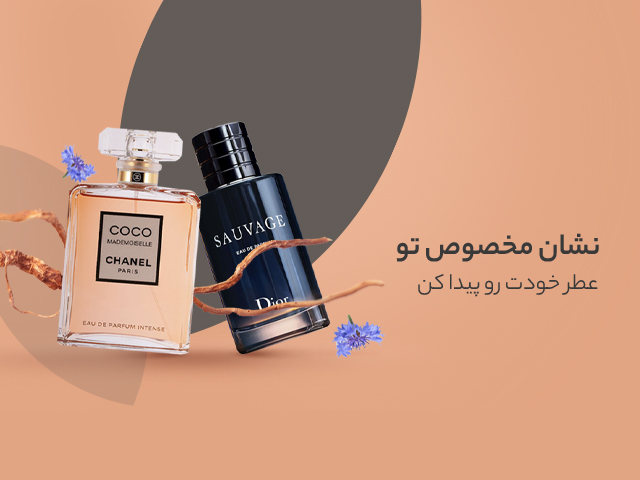 COCO
MADEMOISELLE
CHANEL
PARIS
EAU DE PARFUM INTENSE
SAUVAGE
EAU DE PARFUM
Dior
نشان مخصوص تو
عطر خودت رو پیدا کن